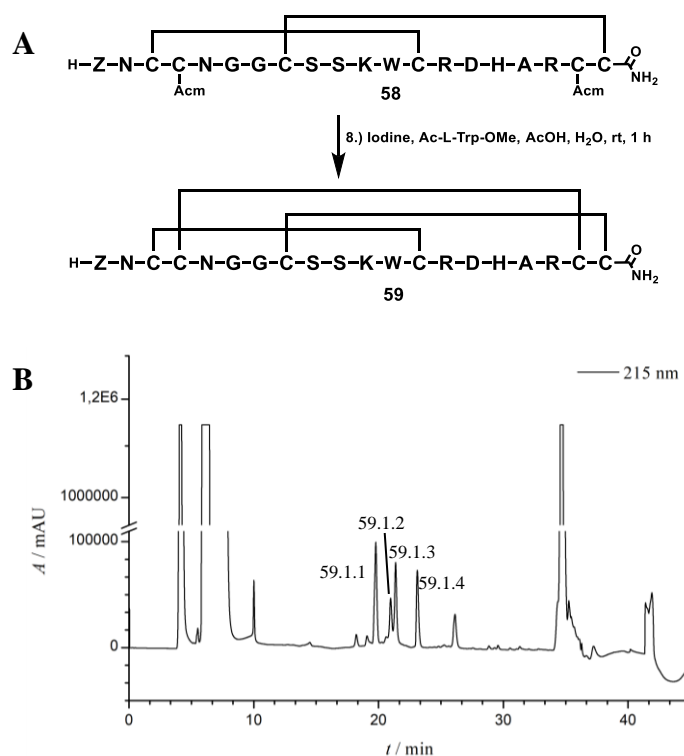 A
H–Z–N–C–C–N–G–G–C–S–S–K–W–C–R–D–H–A–R–C–C
O
NH2
Acm
58
Acm
8.) Iodine, Ac-L-Trp-OMe, AcOH, H2O, rt, 1 h
H–Z–N–C–C–N–G–G–C–S–S–K–W–C–R–D–H–A–R–C–C
O
NH2
59
B
215 nm
1,2E6
1000000
100000
0
A / mAU
59.1.2
59.1.1
59.1.3
59.1.4
0 10 20 30 40
t / min